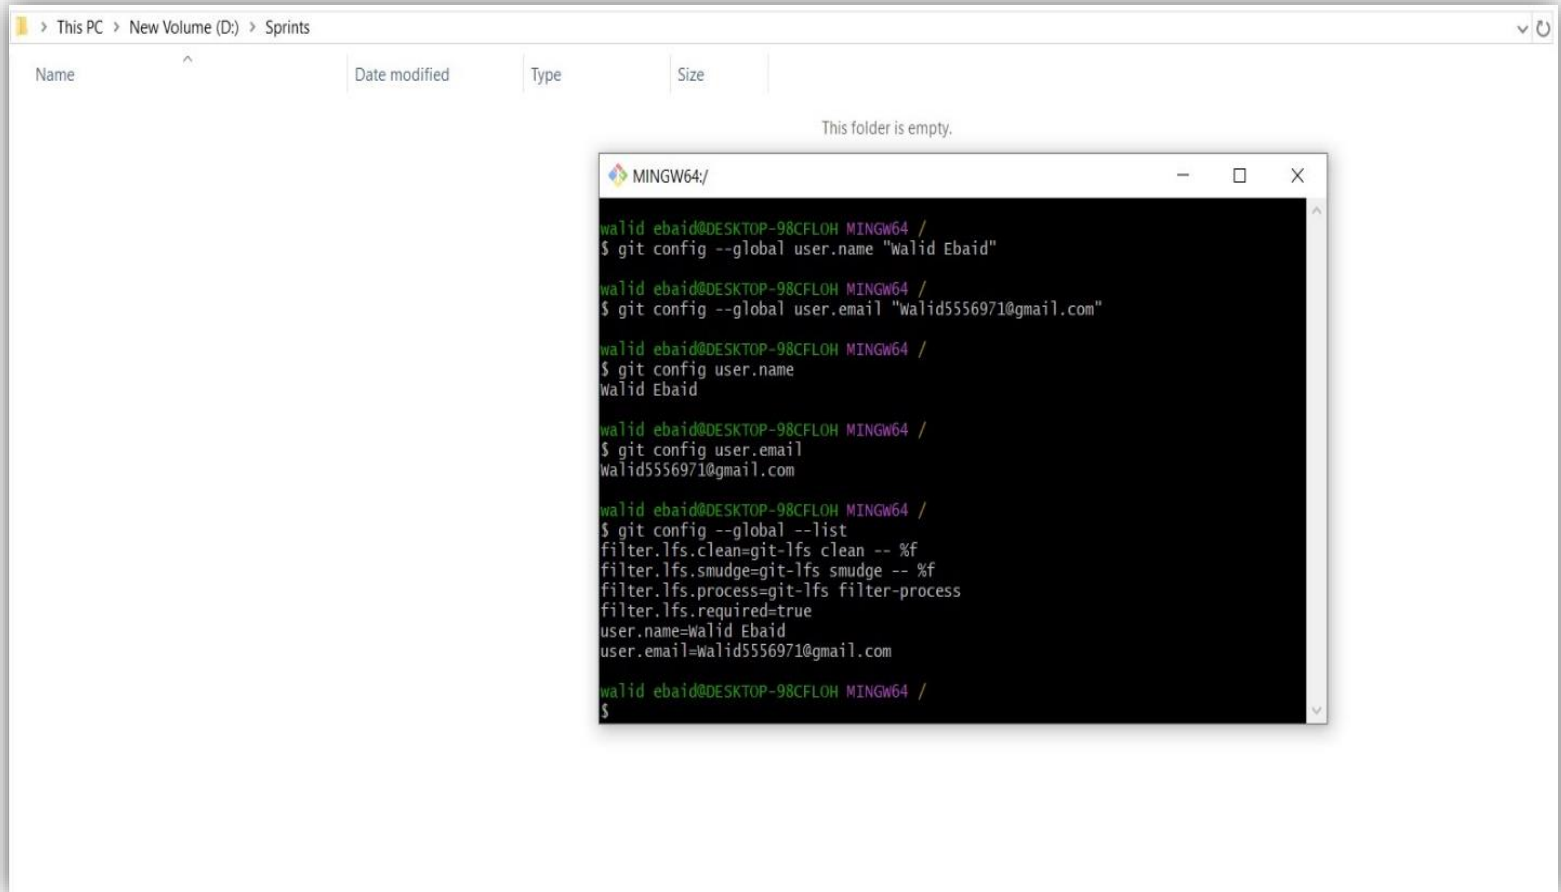 This PC > New Volume (D:) > Sprints
Name Date modified Type Size
This folder is empty.
MINGW64:/
walid ebaid@DESKTOP-98CFLOH MINGW64 /
$ git config --global user.name "Walid Ebaid"
walid ebaid@DESKTOP-98CFLOH MINGW64 /
$ git config --global user.email "Walid5556971@gmail.com"
walid ebaid@DESKTOP-98CFLOH MINGW64 /
$ git config user.name
Walid Ebaid
walid ebaid@DESKTOP-98CFLOH MINGW64 /
$ git config user.email
Walid5556971@gmail.com
walid ebaid@DESKTOP-98CFLOH MINGW64 /
$ git config --global --list
filter.lfs.clean=git-lfs clean -- %f
filter.lfs.smudge=git-lfs smudge -- %f
filter.lfs.process=git-lfs filter-process
filter.lfs.required=true
user.name=Walid Ebaid
user.email=Walid5556971@gmail.com
walid ebaid@DESKTOP-98CFLOH MINGW64 /
$